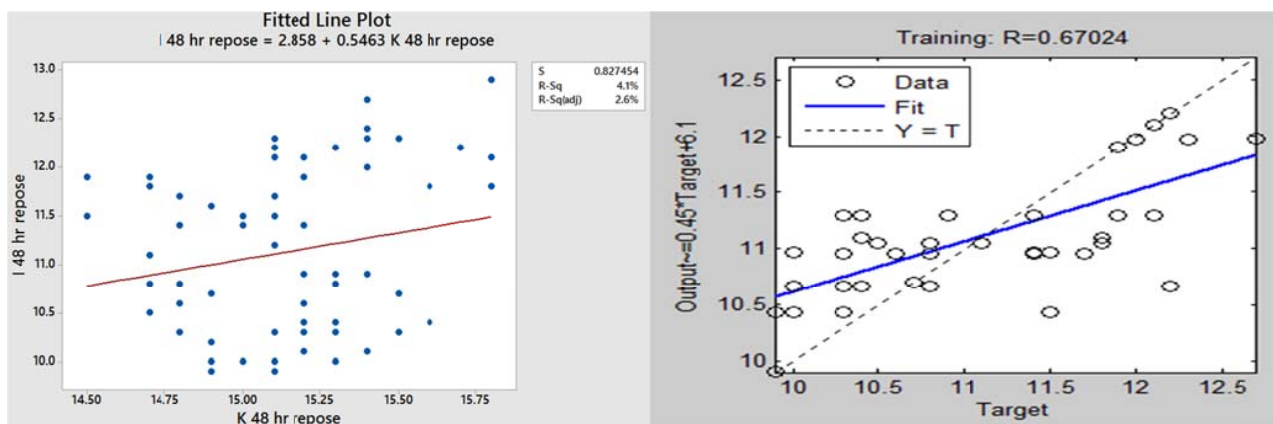 Fitted Line Plot
I 48 hr repose = 2.858 + 0.5463 K 48 hr repose
13.0
12.5
12.0
11.5
11.0
10.5
10.0
I 48 hr repose
14.50 14.75 15.00 15.25 15.50 15.75
K 48 hr repose
S 0.827454
R-Sq 4.1%
R-Sq(adj) 2.6%
Training: R=0.67024
Data
Fit
Y = T
12.5
12
11.5
11
10.5
10
Output~=0.45*Target+6.1
10 10.5 11 11.5 12 12.5
Target